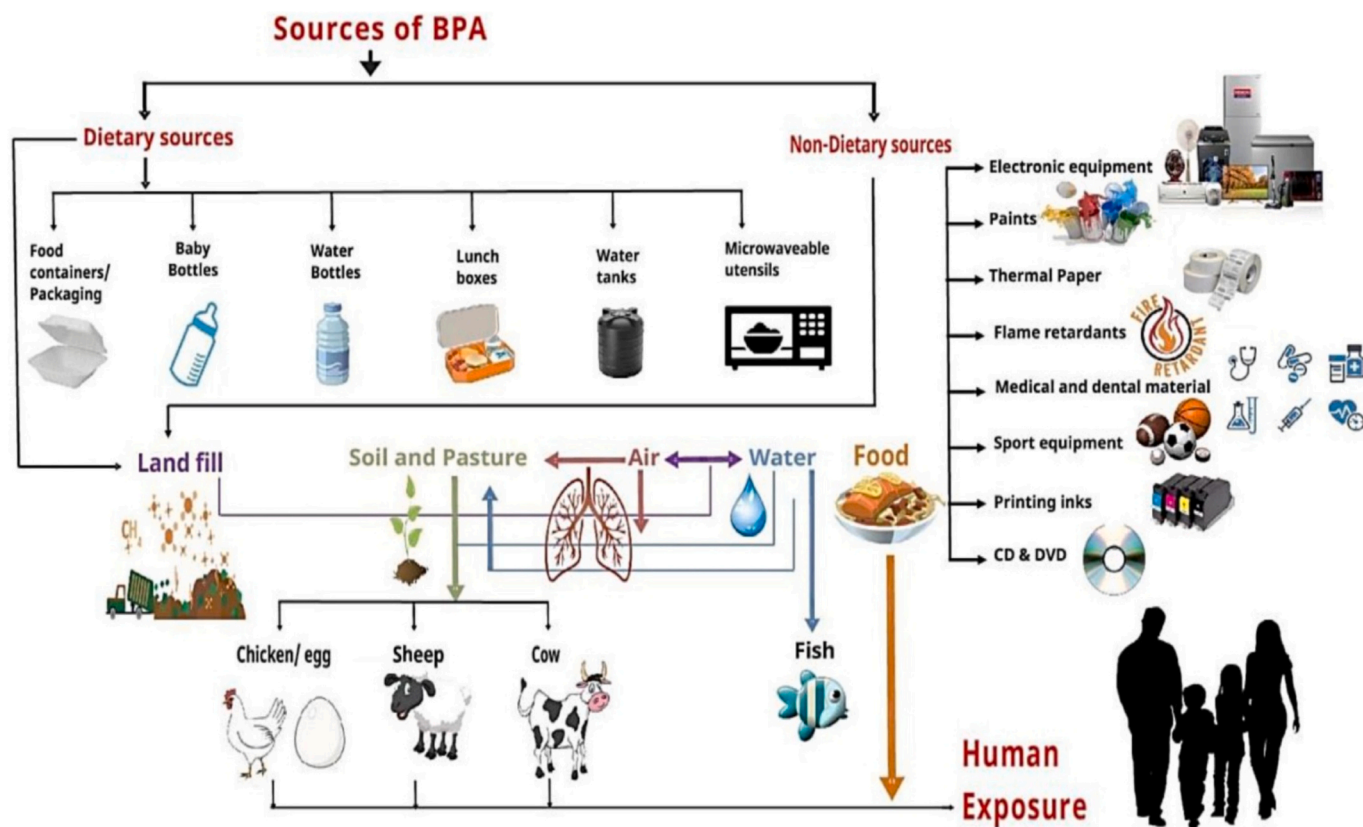 Sources of BPA
Dietary sources
Non-Dietary sources
Food
containers/
Packaging
Baby
Bottles
Water
Bottles
Lunch
boxes
Water
tanks
Microwaveable
utensils
Electronic equipment
Paints
Thermal Paper
Flame retardants
FIRE
RETARDANT
Medical and dental material
Sport equipment
Printing inks
CD & DVD
Land fill
Soil and Pasture
Air
Water
Food
CH4
Chicken/ egg
Sheep
Cow
Fish
Human
Exposure